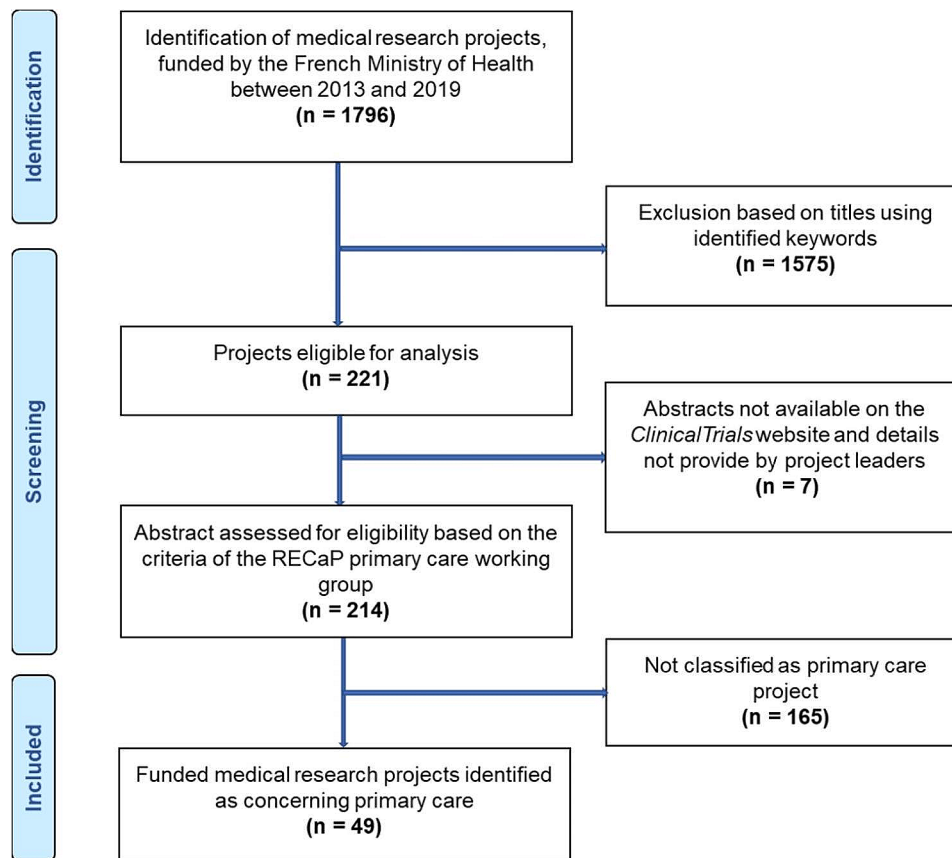 Identification
Identification of medical research projects,
funded by the French Ministry of Health
between 2013 and 2019
(n = 1796)
Exclusion based on titles using
identified keywords
(n = 1575)
Screening
Projects eligible for analysis
(n = 221)
Abstracts not available on the
ClinicalTrials website and details
not provide by project leaders
(n = 7)
Abstract assessed for eligibility based on the
criteria of the RECaP primary care working
group
(n = 214)
Not classified as primary care
project
(n = 165)
Included
Funded medical research projects identified
as concerning primary care
(n = 49)